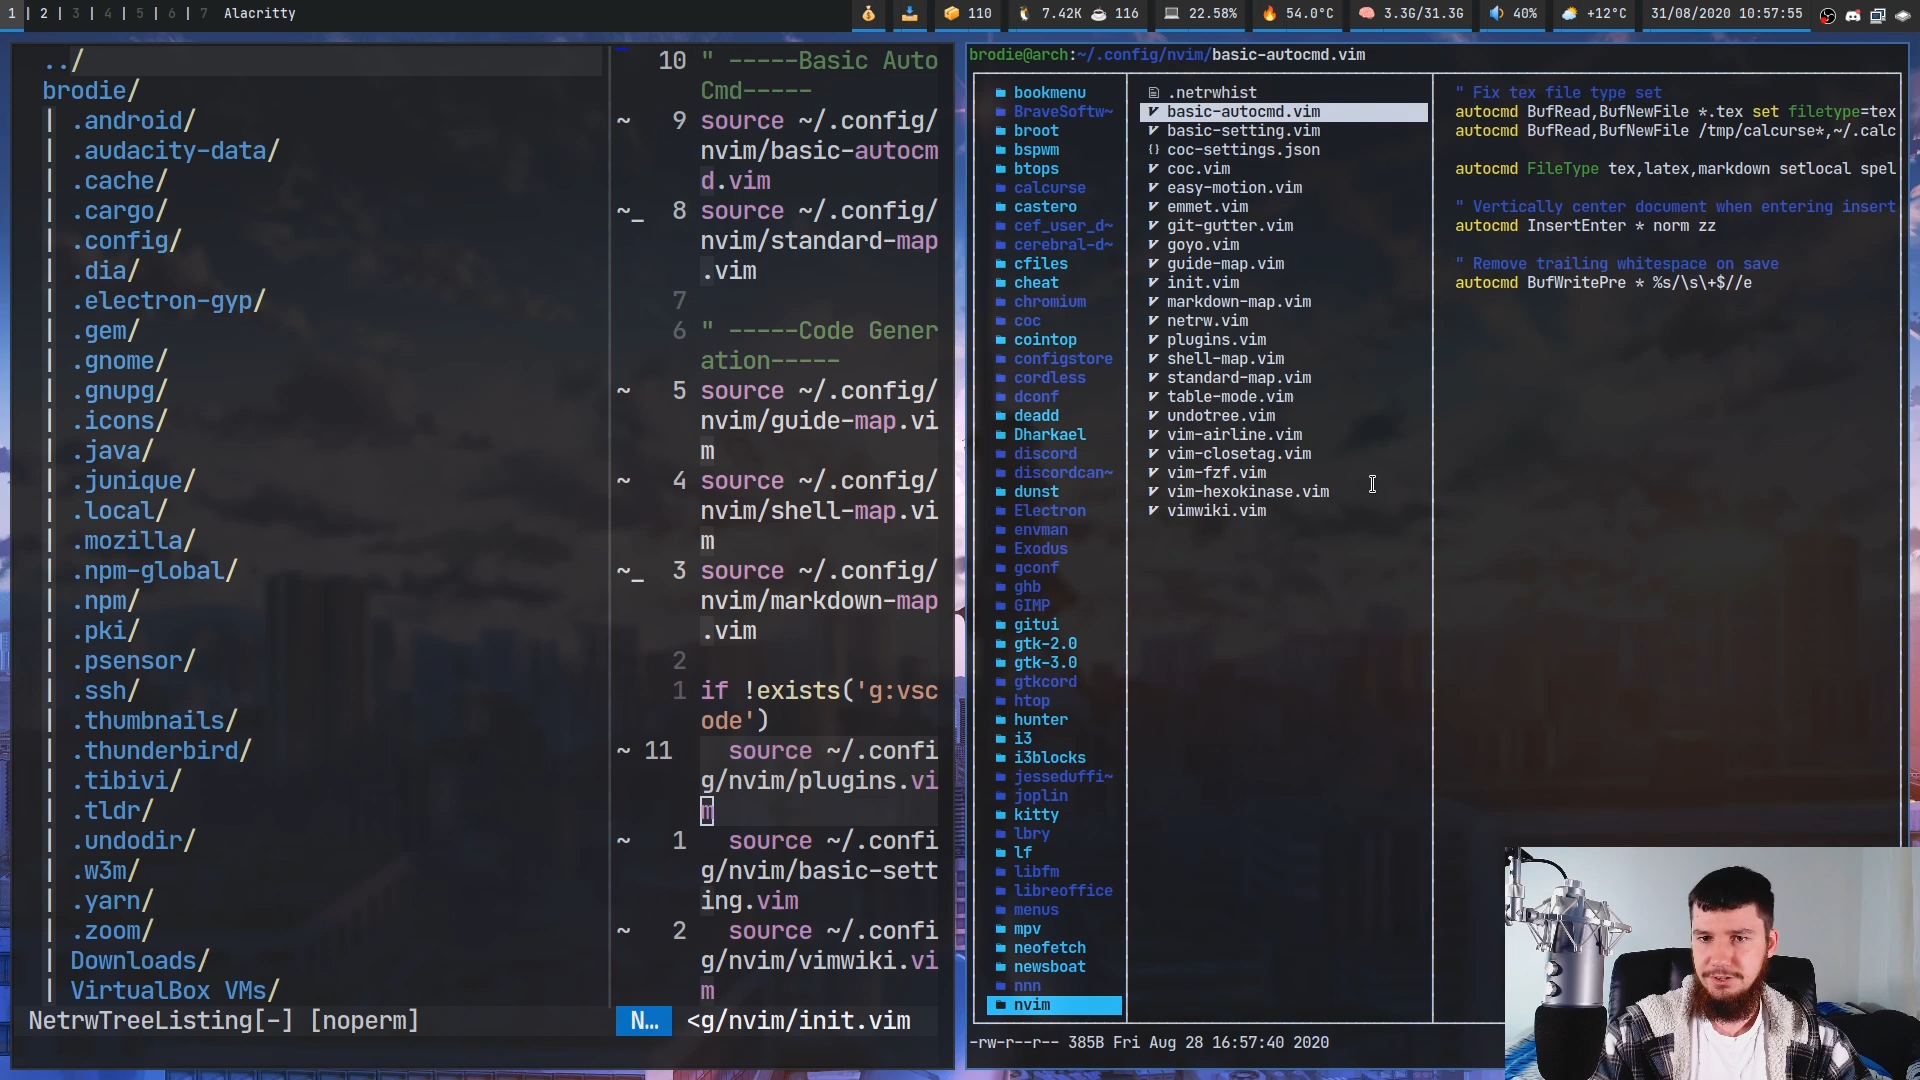 1 | 2 | 3 | 4 | 5 | 6 | 7 Alacritty
110 7.42K 116 22.58% 54.0°C 3.3G/31.3G 40% +12°C 31/08/2020 10:57:55
../
brodie/
| .android/
| .audacity-data/
| .cache/
| .cargo/
| .config/
| .dia/
| .electron-gyp/
| .gem/
| .gnome/
| .gnupg/
| .icons/
| .java/
| .junique/
| .local/
| .mozilla/
| .npm-global/
| .npm/
| .pki/
| .psensor/
| .ssh/
| .thumbnails/
| .thunderbird/
| .tibivi/
| .tldr/
| .undodir/
| .w3m/
| .yarn/
| .zoom/
| Downloads/
| VirtualBox VMs/
NetrwTreeListing[-] [noperm]
10 " -----Basic Auto
Cmd-----
~ 9 source ~/.config/
nvim/basic-autocm
d.vim
~_ 8 source ~/.config/
nvim/standard-map
.vim
7
6 " -----Code Gener
ation-----
~ 5 source ~/.config/
nvim/guide-map.vi
m
~ 4 source ~/.config/
nvim/shell-map.vi
m
~_ 3 source ~/.config/
nvim/markdown-map
.vim
2
1 if !exists('g:vsc
ode')
~ 11 source ~/.confi
g/nvim/plugins.vi
m
~ 1 source ~/.confi
g/nvim/basic-sett
ing.vim
~ 2 source ~/.confi
g/nvim/vimwiki.vi
m
N… <g/nvim/init.vim
brodie@arch:~/.config/nvim/basic-autocmd.vim
bookmenu
BraveSoftw~
broot
bspwm
btops
calcurse
castero
cef_user_d~
cerebral-d~
cfiles
cheat
chromium
coc
cointop
configstore
cordless
dconf
deadd
Dharkael
discord
discordcan~
dunst
Electron
envman
Exodus
gconf
ghb
GIMP
gitui
gtk-2.0
gtk-3.0
gtkcord
htop
hunter
i3
i3blocks
jesseduffi~
joplin
kitty
lbry
lf
libfm
libreoffice
menus
mpv
neofetch
newsboat
nnn
nvim
.netrwhist
basic-autocmd.vim
basic-setting.vim
coc-settings.json
coc.vim
easy-motion.vim
emmet.vim
git-gutter.vim
goyo.vim
guide-map.vim
init.vim
markdown-map.vim
netrw.vim
plugins.vim
shell-map.vim
standard-map.vim
table-mode.vim
undotree.vim
vim-airline.vim
vim-closetag.vim
vim-fzf.vim
vim-hexokinase.vim
vimwiki.vim
" Fix tex file type set
autocmd BufRead,BufNewFile *.tex set filetype=tex
autocmd BufRead,BufNewFile /tmp/calcurse*,~/.calc
autocmd FileType tex,latex,markdown setlocal spel
" Vertically center document when entering insert
autocmd InsertEnter * norm zz
" Remove trailing whitespace on save
autocmd BufWritePre * %s/\s\+$//e
-rw-r--r-- 385B Fri Aug 28 16:57:40 2020